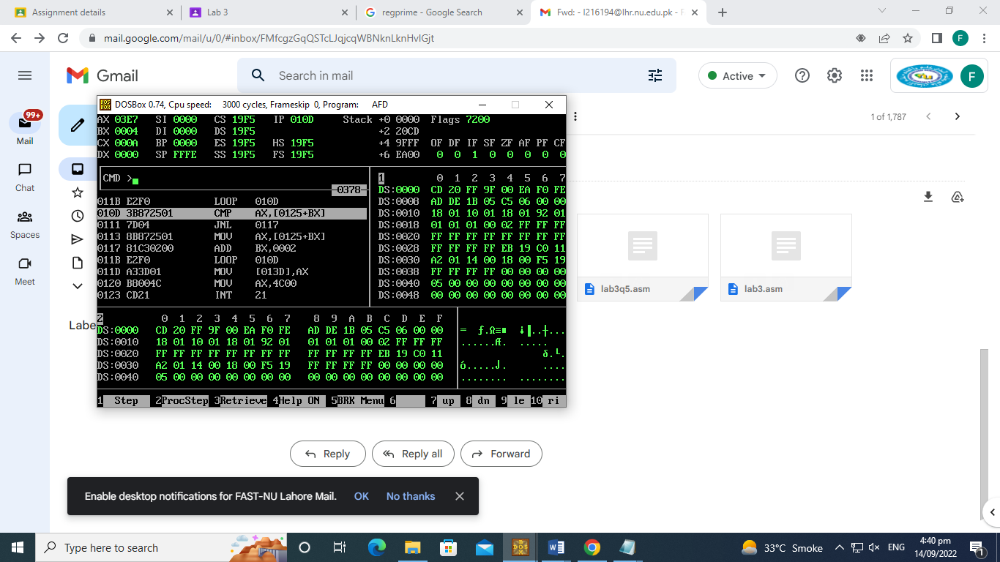 Assignment details
Lab 3
regprime - Google Search
Fwd: - l216194@lhr.nu.edu.pk - F
mail.google.com/mail/u/0/#inbox/FMfcgzGqQSTcLJqjcqWBNknLknHvlGjt
F
Gmail
Search in mail
Active
F
99+
Mail
Chat
Spaces
Meet
1 of 1,787
DOSBox 0.74, Cpu speed: 3000 cycles, Frameskip 0, Program: AFD
AX 03E7 SI 0000 CS 19F5 IP 010D Stack +0 0000 Flags 7200
BX 0004 DI 0000 DS 19F5 +2 20CD
CX 000A BP 0000 ES 19F5 HS 19F5 +4 9FFF OF DF IF SF ZF AF PF CF
DX 0000 SP FFFE SS 19F5 FS 19F5 +6 EA00 0 0 1 0 0 0 0 0
CMD >
0378
011B E2F0 LOOP 010D
010D 3B872501 CMP AX,[0125+BX]
0111 7D04 JNL 0117
0113 8B872501 MOV AX,[0125+BX]
0117 81C30200 ADD BX,0002
011B E2F0 LOOP 010D
011D A33D01 MOV [013D],AX
0120 B8004C MOV AX,4C00
0123 CD21 INT 21
1 0 1 2 3 4 5 6 7
DS:0000 CD 20 FF 9F 00 EA F0 FE
DS:0008 AD DE 1B 05 C5 06 00 00
DS:0010 18 01 10 01 18 01 92 01
DS:0018 01 01 01 00 02 FF FF FF
DS:0020 FF FF FF FF FF FF FF FF
DS:0028 FF FF FF FF EB 19 C0 11
DS:0030 A2 01 14 00 18 00 F5 19
DS:0038 FF FF FF FF 00 00 00 00
DS:0040 05 00 00 00 00 00 00 00
DS:0048 00 00 00 00 00 00 00 00
2 0 1 2 3 4 5 6 7 8 9 A B C D E F
DS:0000 CD 20 FF 9F 00 EA F0 FE AD DE 1B 05 C5 06 00 00
DS:0010 18 01 10 01 18 01 92 01 01 01 01 00 02 FF FF FF
DS:0020 FF FF FF FF FF FF FF FF FF FF FF FF EB 19 C0 11
DS:0030 A2 01 14 00 18 00 F5 19 FF FF FF FF 00 00 00 00
DS:0040 05 00 00 00 00 00 00 00 00 00 00 00 00 00 00 00
= ƒ.Ω≡■ ¡▐..┼...
......Æ. .....
δ.└.
ó.....⌡. ....
........ ........
1 Step 2 ProcStep 3 Retrieve 4 Help ON 5 BRK Menu 6 7 up 8 dn 9 le 10 ri
lab3q5.asm
lab3.asm
Labe
Reply
Reply all
Forward
Enable desktop notifications for FAST-NU Lahore Mail. OK No thanks
Type here to search
33°C Smoke
ENG
4:40 pm
14/09/2022
1